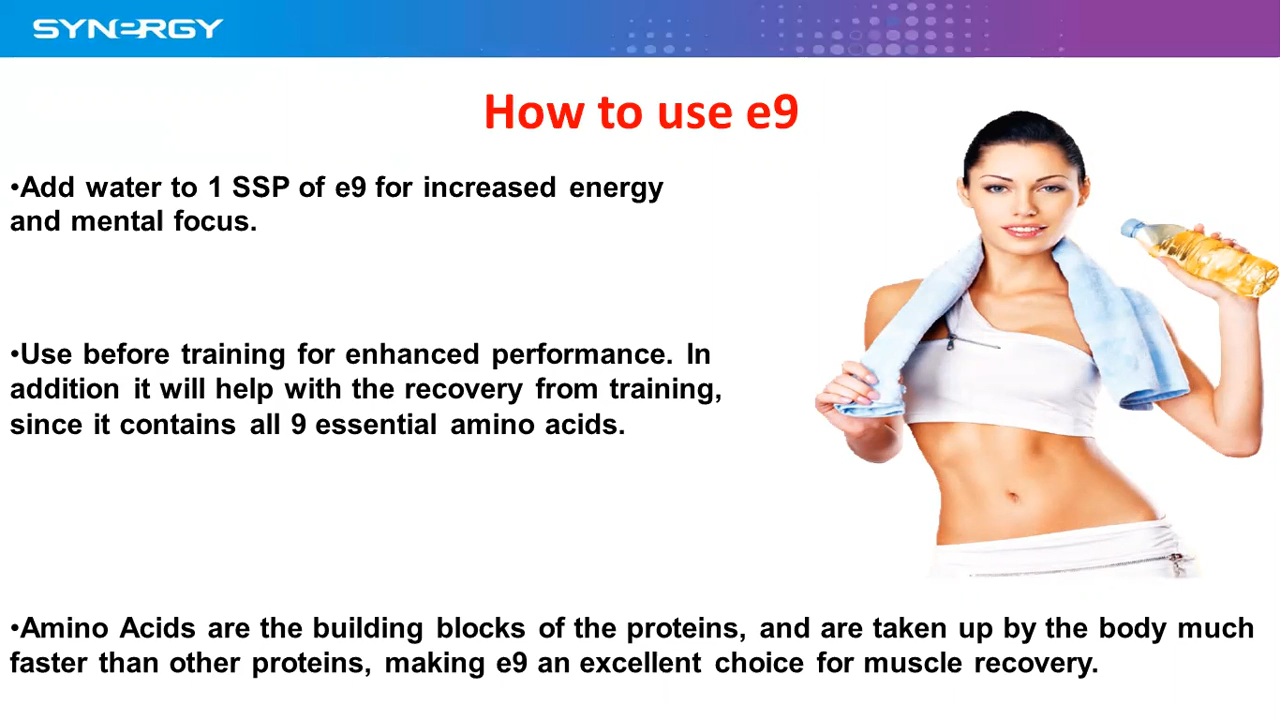 SYNERGY
How to use e9
•Add water to 1 SSP of e9 for increased energy
and mental focus.
•Use before training for enhanced performance. In
addition it will help with the recovery from training,
since it contains all 9 essential amino acids.
•Amino Acids are the building blocks of the proteins, and are taken up by the body much
faster than other proteins, making e9 an excellent choice for muscle recovery.